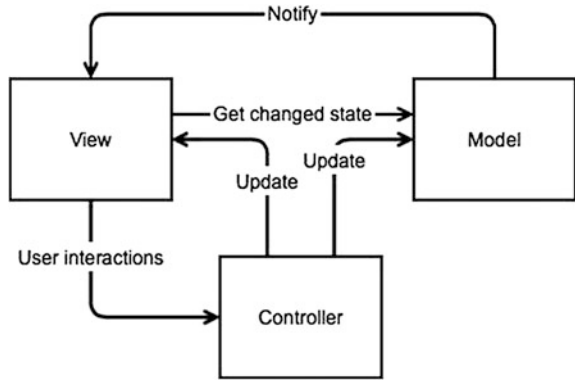 Notify
View
Get changed state
Model
Update
Update
User interactions
Controller